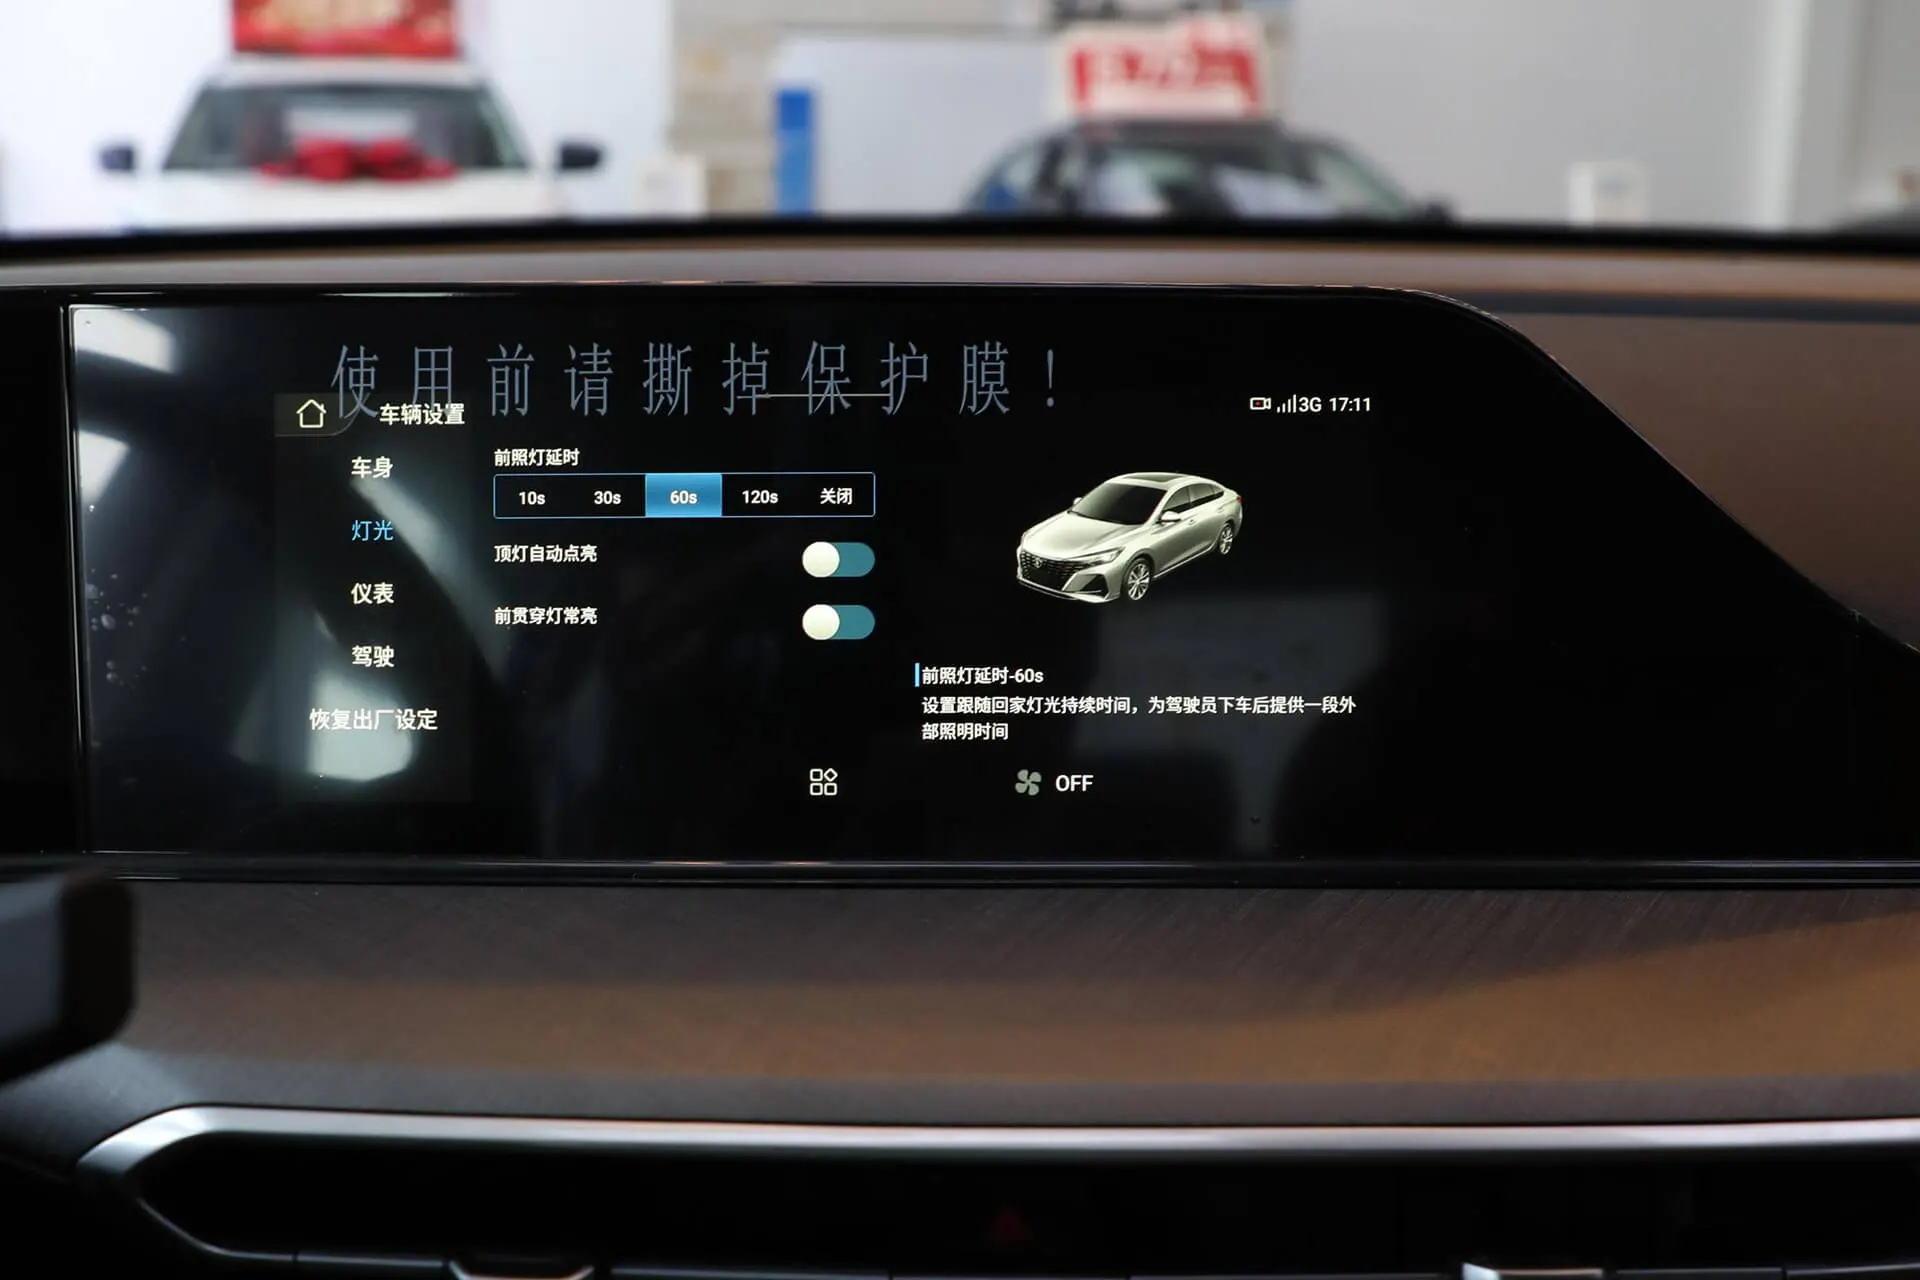 使用前请撕掉保护膜！
车辆设置
3G 17:11
车身
灯光
仪表
驾驶
恢复出厂设定
前照灯延时
10s 30s 60s 120s 关闭
顶灯自动点亮
前贯穿灯常亮
前照灯延时-60s
设置跟随回家灯光持续时间，为驾驶员下车后提供一段外
部照明时间
OFF